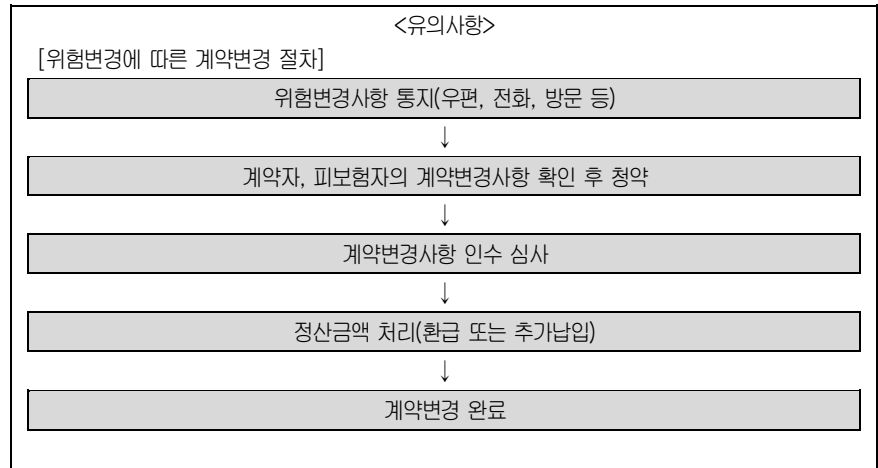 <유의사항>
[위험변경에 따른 계약변경 절차]
위험변경사항 통지(우편, 전화, 방문 등)
↓
계약자, 피보험자의 계약변경사항 확인 후 청약
↓
계약변경사항 인수 심사
↓
정산금액 처리(환급 또는 추가납입)
↓
계약변경 완료